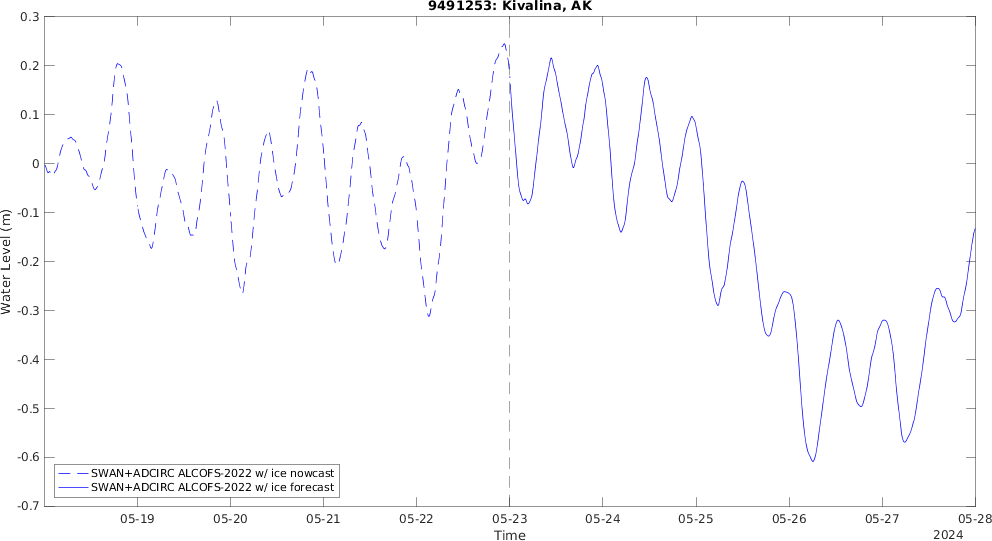 9491253: Kivalina, AK
0.3
0.2
0.1
0
-0.1
-0.2
-0.3
-0.4
-0.5
-0.6
-0.7
Water Level (m)
SWAN+ADCIRC ALCOFS-2022 w/ ice nowcast
SWAN+ADCIRC ALCOFS-2022 w/ ice forecast
05-19 05-20 05-21 05-22 05-23 05-24 05-25 05-26 05-27 05-28
Time
2024